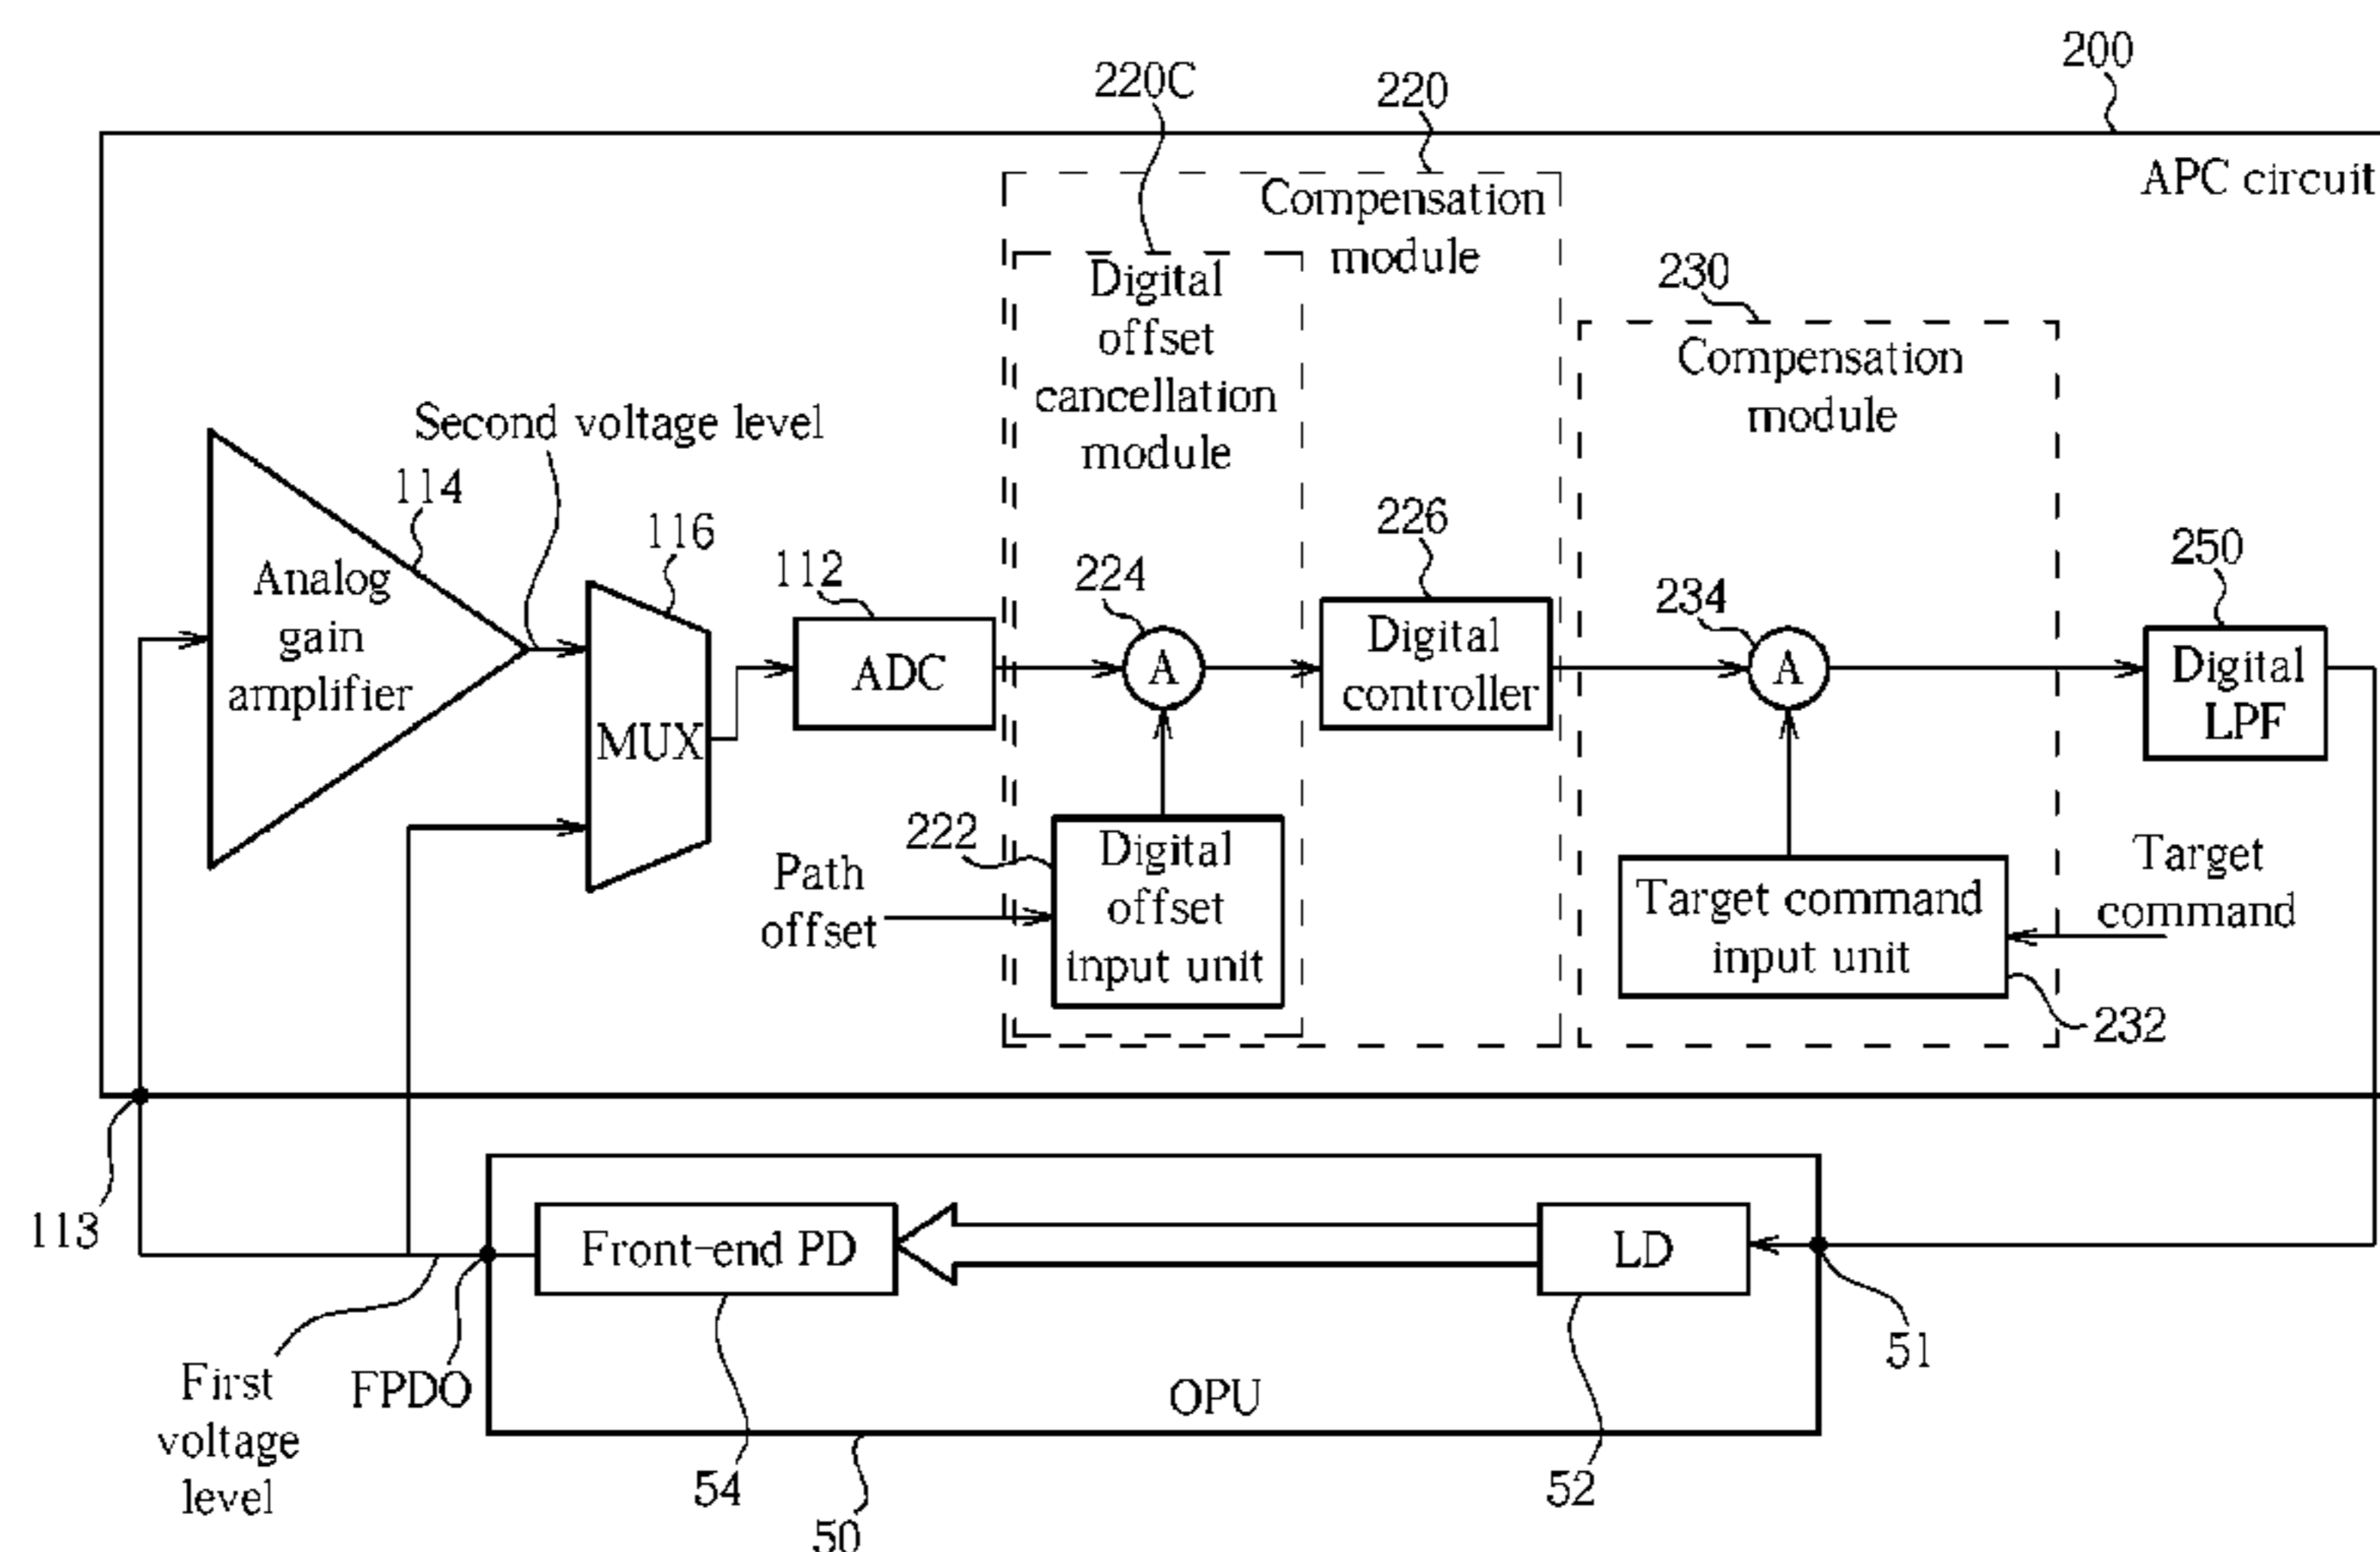 200
220C
220
APC circuit
Compensation
module
Digital
offset
cancellation
module
230
Compensation
module
Second voltage level
114
116
112
224
226
234
250
Analog
gain
amplifier
MUX
ADC
A
Digital
controller
A
Digital
LPF
222
Path
offset
Digital
offset
input unit
Target command
input unit
Target
command
232
113
Front-end PD
LD
51
First
voltage
level
FPDO
OPU
54
52
50